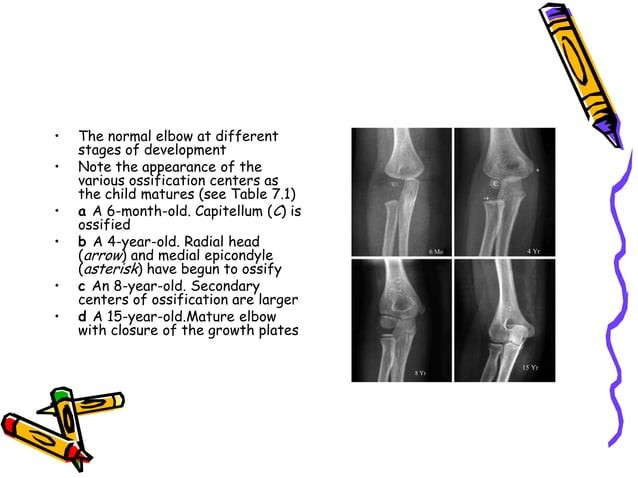 • The normal elbow at different
stages of development
• Note the appearance of the
various ossification centers as
the child matures (see Table 7.1)
• a A 6-month-old. Capitellum (C) is
ossified
• b A 4-year-old. Radial head
(arrow) and medial epicondyle
(asterisk) have begun to ossify
• c An 8-year-old. Secondary
centers of ossification are larger
• d A 15-year-old.Mature elbow
with closure of the growth plates
C
C
6 Mo
4 Yr
8 Yr
15 Yr